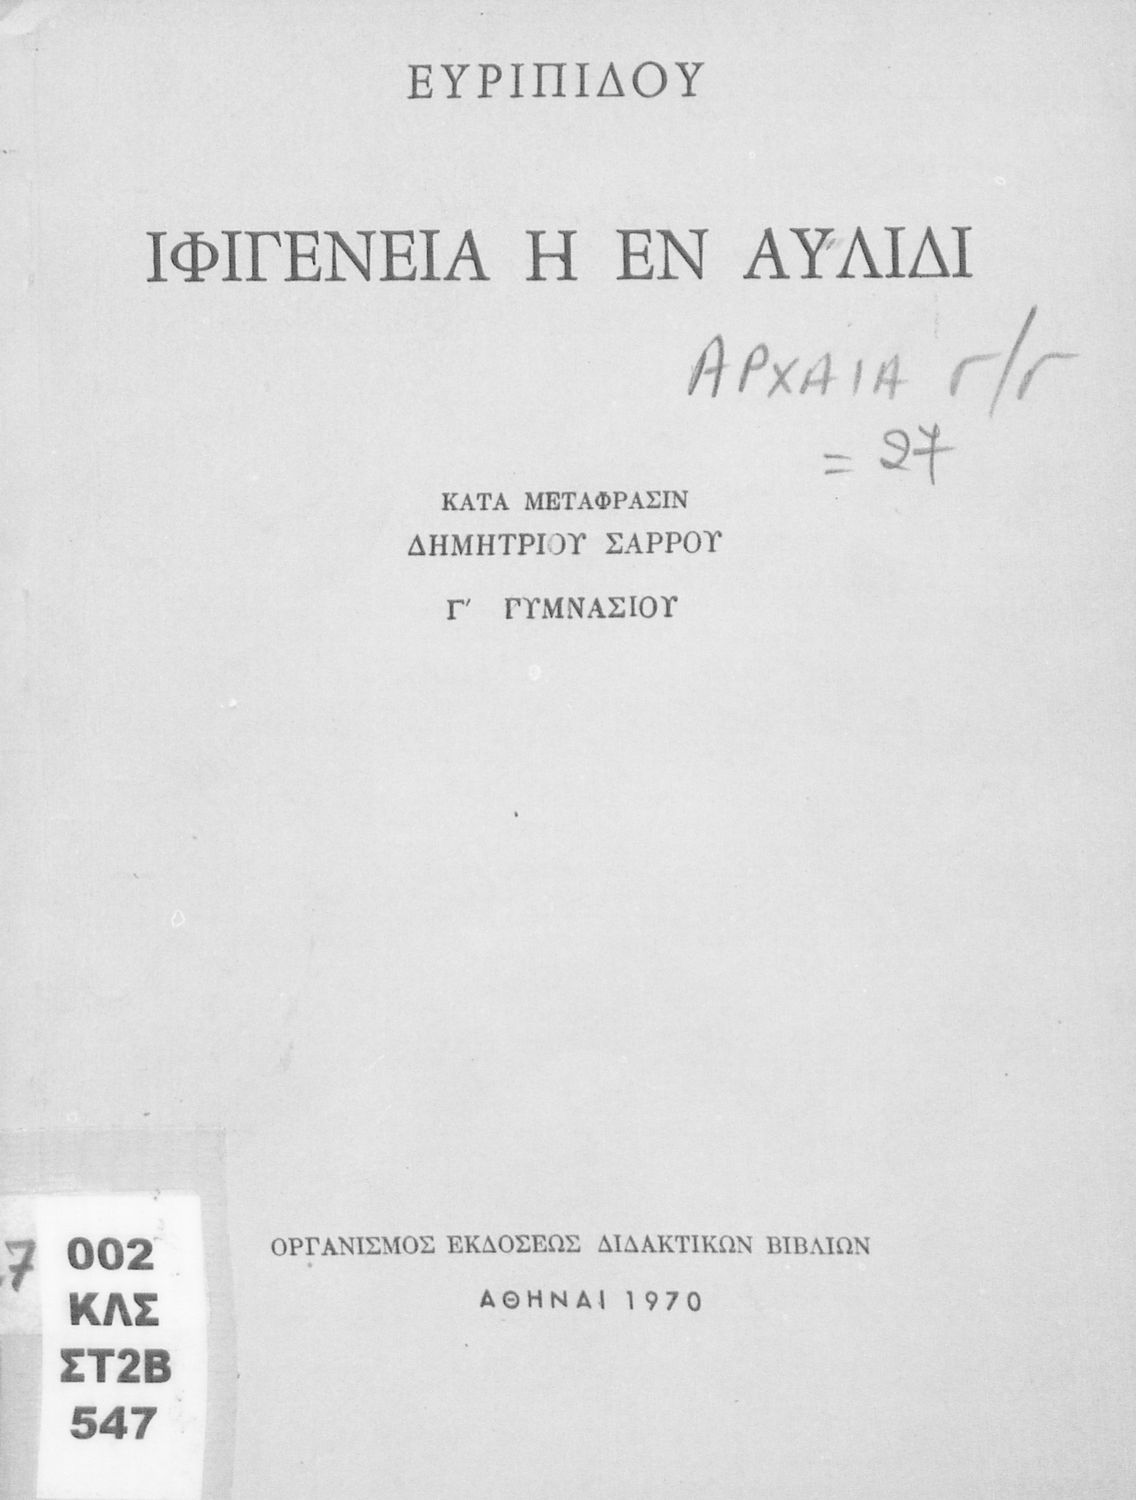 ΕΥΡΙΠΙΔΟΥ
ΙΦΙΓΕΝΕΙΑ Η ΕΝ ΑΥΛΙΔΙ
ΑΡΧΑΙΑ Γ/Γ
= 27
ΚΑΤΑ ΜΕΤΑΦΡΑΣΙΝ
ΔΗΜΗΤΡΙΟΥ ΣΑΡΡΟΥ
Γ΄ ΓΥΜΝΑΣΙΟΥ
ΟΡΓΑΝΙΣΜΟΣ ΕΚΔΟΣΕΩΣ ΔΙΔΑΚΤΙΚΩΝ ΒΙΒΛΙΩΝ
ΑΘΗΝΑΙ 1970
002
ΚΛΣ
ΣΤ2Β
547